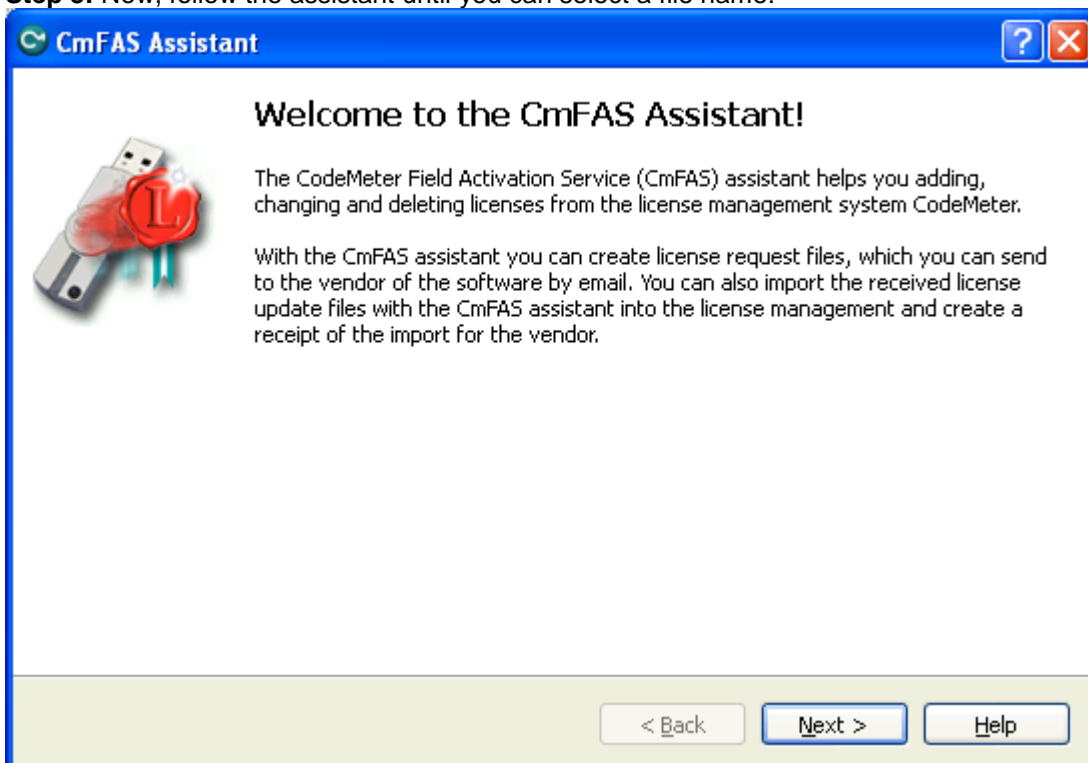 Step 3: Now, follow the assistant until you can select a file name.
CmFAS Assistant
Welcome to the CmFAS Assistant!
The CodeMeter Field Activation Service (CmFAS) assistant helps you adding,
changing and deleting licenses from the license management system CodeMeter.
With the CmFAS assistant you can create license request files, which you can send
to the vendor of the software by email. You can also import the received license
update files with the CmFAS assistant into the license management and create a
receipt of the import for the vendor.
L
< Back Next > Help